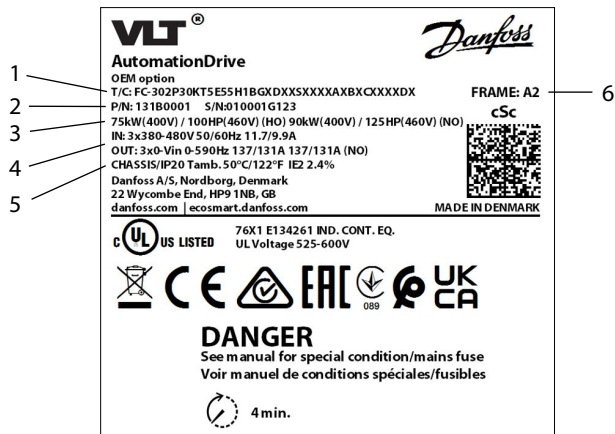 VLT ®
Danfoss
AutomationDrive
OEM option
1
T/C: FC-302P30KT5E55H1BGXDXXSXXXXAXBXCXXXXDX
FRAME: A2
6
2
P/N: 131B0001 S/N:010001G123
cSc
3
75kW(400V) / 100HP(460V) (HO) 90kW(400V) / 125HP(460V) (NO)
4
IN: 3x380-480V 50/60Hz 11.7/9.9A
OUT: 3x0-Vin 0-590Hz 137/131A 137/131A (NO)
5
CHASSIS/IP20 Tamb. 50°C/122°F IE2 2.4%
Danfoss A/S, Nordborg, Denmark
22 Wycombe End, HP9 1NB, GB
danfoss.com | ecosmart.danfoss.com
MADE IN DENMARK
C UL US LISTED
76X1 E134261 IND. CONT. EQ.
UL Voltage 525-600V
CE EAC 089 UK CA
DANGER
See manual for special condition/mains fuse
Voir manuel de conditions spéciales/fusibles
4 min.